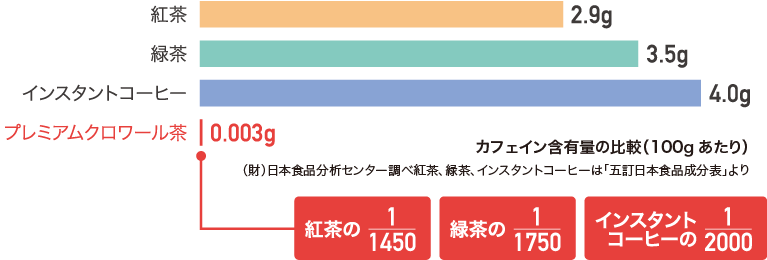 紅茶 2.9g
緑茶 3.5g
インスタントコーヒー 4.0g
プレミアムクロワール茶 0.003g
カフェイン含有量の比較(100gあたり)
(財)日本食品分析センター調べ紅茶、緑茶、インスタントコーヒーは「五訂日本食品成分表」より
紅茶の 1/1450
緑茶の 1/1750
インスタント
コーヒーの 1/2000